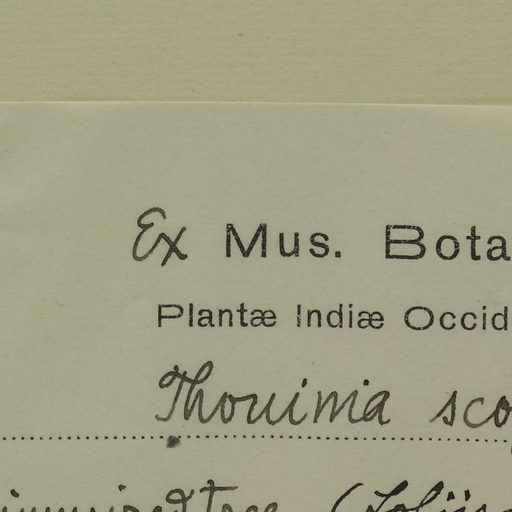 Ex Mus. Bota
Plantæ Indiæ Occid
Thouinia sco